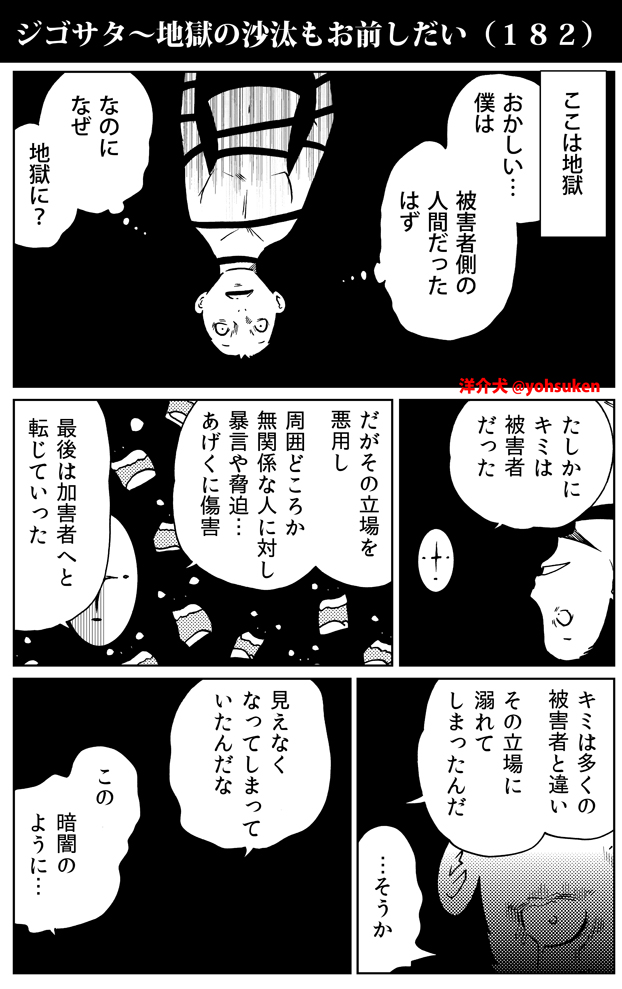 ジゴサタ～地獄の沙汰もお前しだい（１８２）
ここは地獄
おかしい…
僕は
被害者側の
人間だった
はず
なのに
なぜ
地獄に？
洋介犬 @yohsuken
たしかに
キミは
被害者
だった
だがその立場を
悪用し
周囲どころか
無関係な人に対し
暴言や脅迫…
あげくに傷害
最後は加害者へと
転じていった
キミは多くの
被害者と違い
その立場に
溺れて
しまったんだ
…そうか
見えなく
なってしまって
いたんだな
この
暗闇の
ように…